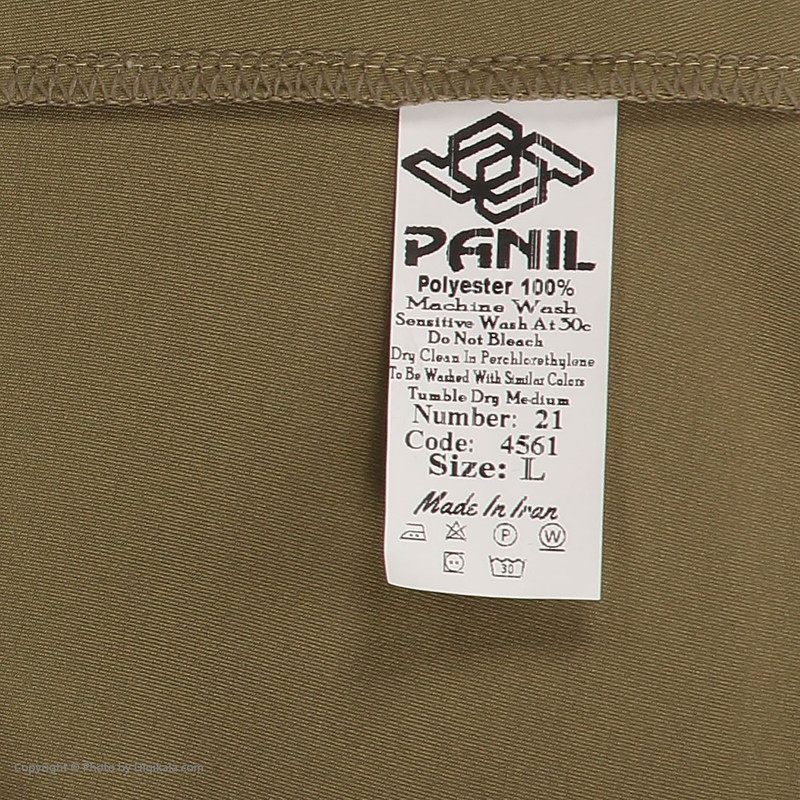 PANIL
Polyester 100%
Machine Wash
Sensitive Wash At 30c
Do Not Bleach
Dry Clean In Perchlorethylene
To Be Washed With Similar Colors
Tumble Dry Medium
Number: 21
Code: 4561
Size: L
Made In Iran
P W
30
Copyright © Photo by Digikala.com